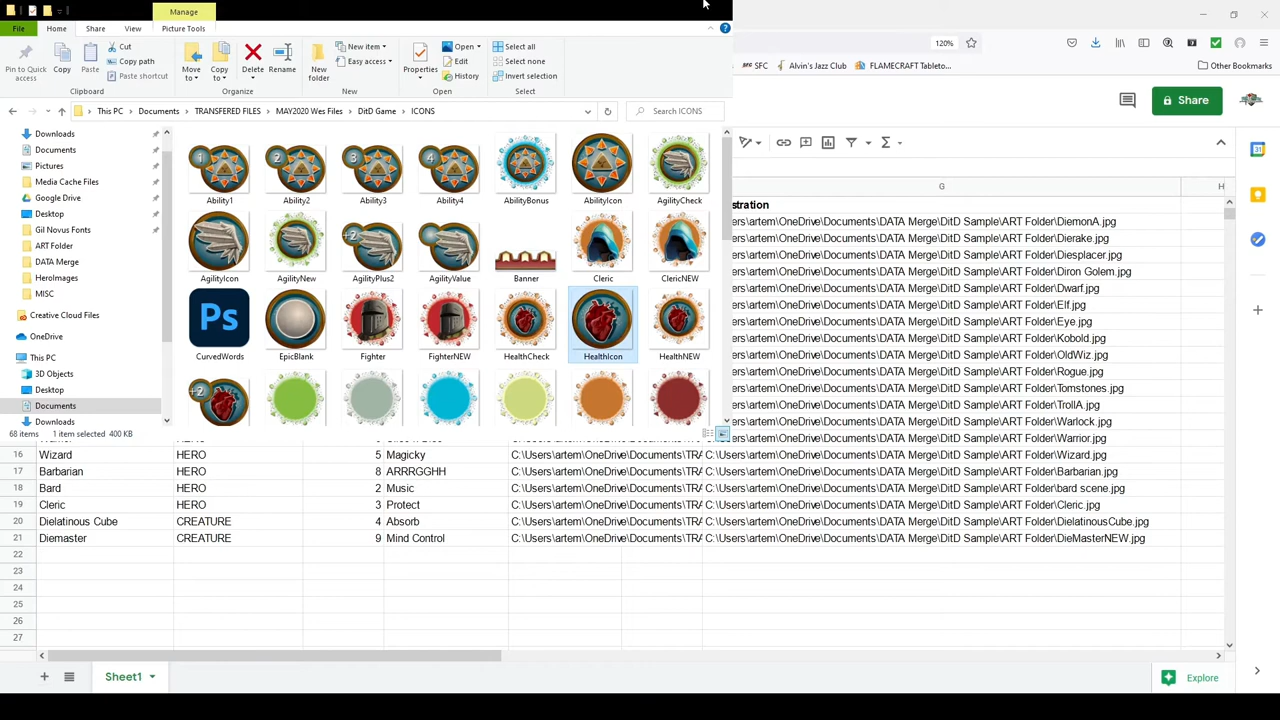 Manage
File Home Share View Picture Tools
120%
SFC Alvin's Jazz Club FLAMECRAFT Tableto... Other Bookmarks
Pin to Quick access
Copy
Paste
Cut
Copy path
Paste shortcut
Move to
Copy to
Delete
Rename
New folder
New item
Easy access
Properties
Open
Edit
History
Select all
Select none
Invert selection
Clipboard Organize New Open Select
Share
This PC Documents TRANSFERED FILES MAY2020 Wes Files DitD Game ICONS Search ICONS
Downloads
Documents
Pictures
Media Cache Files
Google Drive
Desktop
Gil Novus Fonts
ART Folder
DATA Merge
HeroImages
MISC
Creative Cloud Files
OneDrive
This PC
3D Objects
Desktop
Documents
Downloads
1 2 3 4
Ability1 Ability2 Ability3 Ability4 AbilityBonus AbilityIcon AgilityCheck
+2
AgilityIcon AgilityNew AgilityPlus2 AgilityValue Banner Cleric ClericNEW
Ps
CurvedWords EpicBlank Fighter FighterNEW HealthCheck HealthIcon HealthNEW
+2
68 items 1 item selected 400 KB
G H
stration
ers\artem\OneDrive\Documents\DATA Merge\DitD Sample\ART Folder\DiemonA.jpg
ers\artem\OneDrive\Documents\DATA Merge\DitD Sample\ART Folder\Dierake.jpg
ers\artem\OneDrive\Documents\DATA Merge\DitD Sample\ART Folder\Diesplacer.jpg
ers\artem\OneDrive\Documents\DATA Merge\DitD Sample\ART Folder\Diron Golem.jpg
ers\artem\OneDrive\Documents\DATA Merge\DitD Sample\ART Folder\Dwarf.jpg
ers\artem\OneDrive\Documents\DATA Merge\DitD Sample\ART Folder\Elf.jpg
ers\artem\OneDrive\Documents\DATA Merge\DitD Sample\ART Folder\Eye.jpg
ers\artem\OneDrive\Documents\DATA Merge\DitD Sample\ART Folder\Kobold.jpg
ers\artem\OneDrive\Documents\DATA Merge\DitD Sample\ART Folder\OldWiz.jpg
ers\artem\OneDrive\Documents\DATA Merge\DitD Sample\ART Folder\Rogue.jpg
ers\artem\OneDrive\Documents\DATA Merge\DitD Sample\ART Folder\Tomstones.jpg
ers\artem\OneDrive\Documents\DATA Merge\DitD Sample\ART Folder\TrollA.jpg
ers\artem\OneDrive\Documents\DATA Merge\DitD Sample\ART Folder\Warlock.jpg
ers\artem\OneDrive\Documents\DATA Merge\DitD Sample\ART Folder\Warrior.jpg
16 Wizard HERO 5 Magicky C:\Users\artem\OneDrive\Documents\TRA C:\Users\artem\OneDrive\Documents\DATA Merge\DitD Sample\ART Folder\Wizard.jpg
17 Barbarian HERO 8 ARRRGGHH C:\Users\artem\OneDrive\Documents\TRA C:\Users\artem\OneDrive\Documents\DATA Merge\DitD Sample\ART Folder\Barbarian.jpg
18 Bard HERO 2 Music C:\Users\artem\OneDrive\Documents\TRA C:\Users\artem\OneDrive\Documents\DATA Merge\DitD Sample\ART Folder\bard scene.jpg
19 Cleric HERO 3 Protect C:\Users\artem\OneDrive\Documents\TRA C:\Users\artem\OneDrive\Documents\DATA Merge\DitD Sample\ART Folder\Cleric.jpg
20 Dielatinous Cube CREATURE 4 Absorb C:\Users\artem\OneDrive\Documents\TRA C:\Users\artem\OneDrive\Documents\DATA Merge\DitD Sample\ART Folder\DielatinousCube.jpg
21 Diemaster CREATURE 9 Mind Control C:\Users\artem\OneDrive\Documents\TRA C:\Users\artem\OneDrive\Documents\DATA Merge\DitD Sample\ART Folder\DieMasterNEW.jpg
22
23
24
25
26
27
Sheet1 Explore